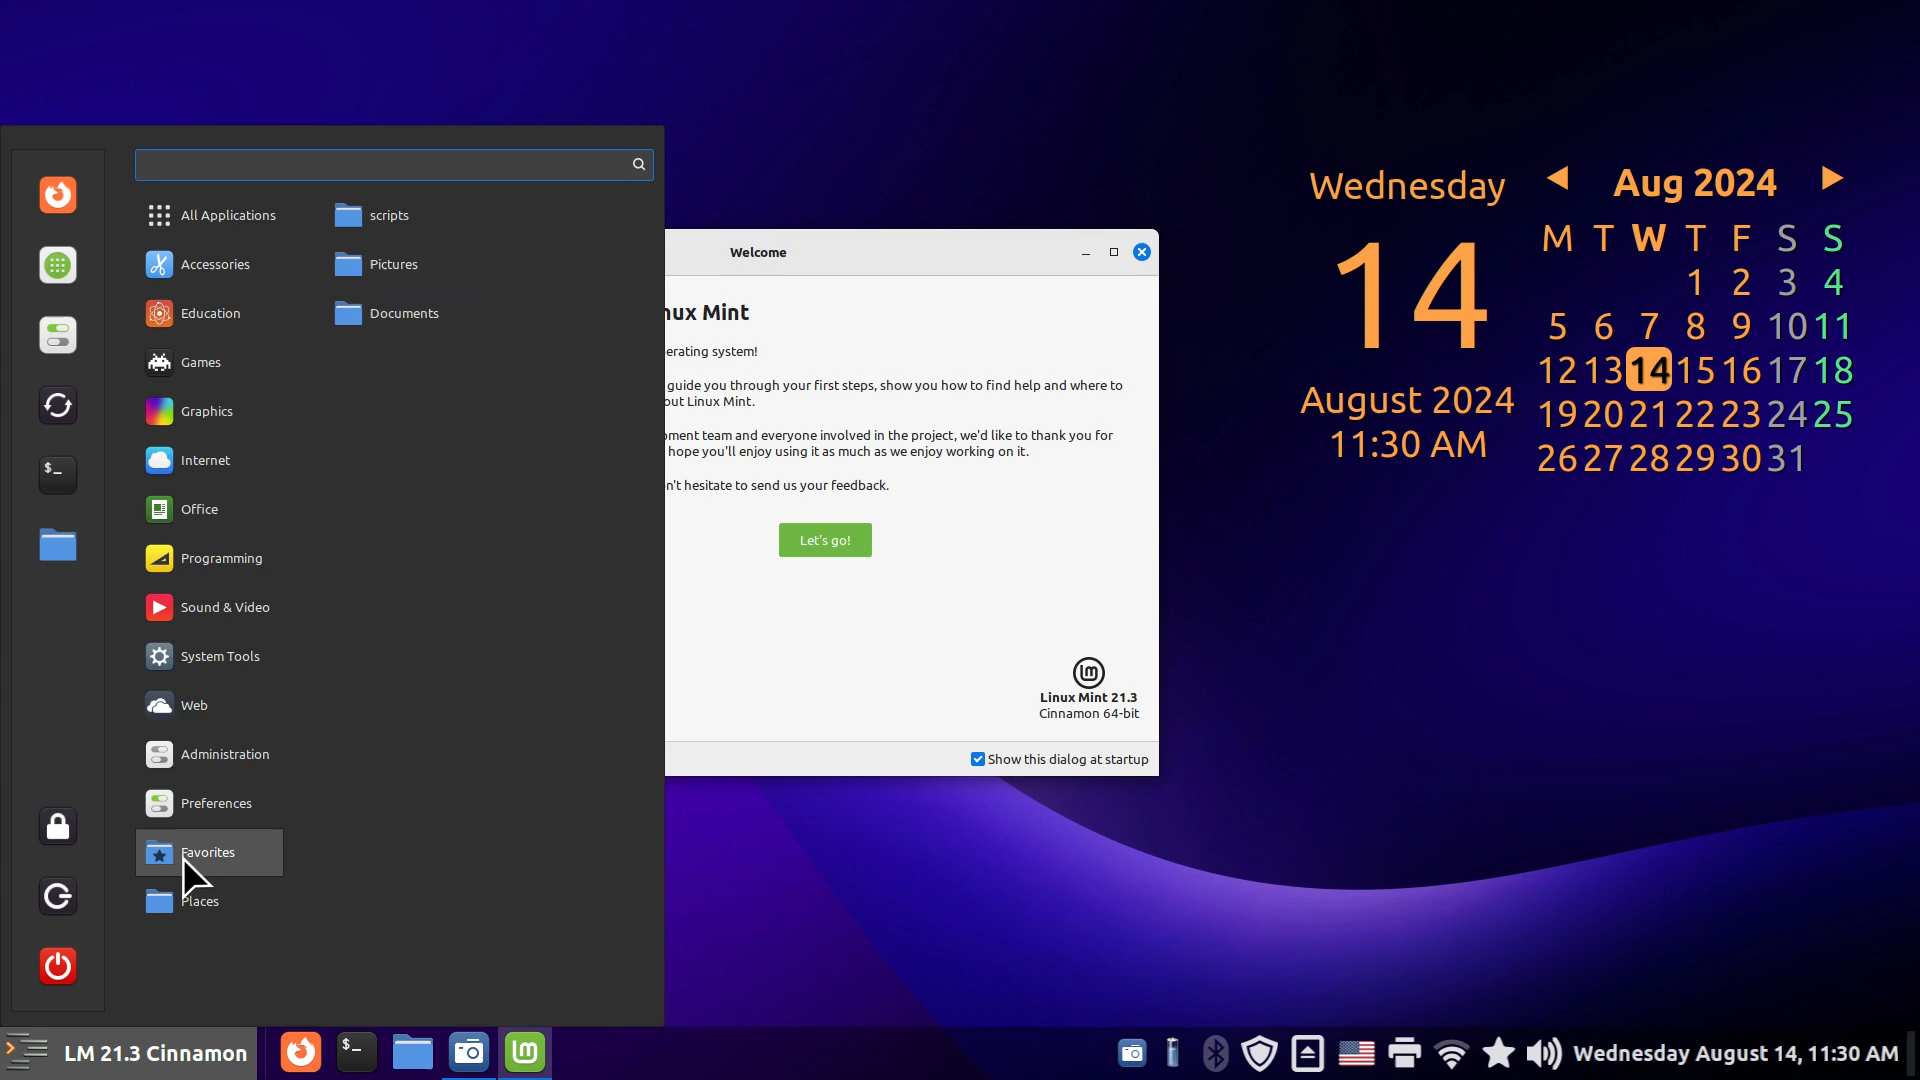 All Applications
Accessories
Education
Games
Graphics
Internet
Office
Programming
Sound & Video
System Tools
Web
Administration
Preferences
Favorites
Places
scripts
Pictures
Documents
$_
Welcome
nux Mint
erating system!
guide you through your first steps, show you how to find help and where to
out Linux Mint.
ment team and everyone involved in the project, we'd like to thank you for
hope you'll enjoy using it as much as we enjoy working on it.
n't hesitate to send us your feedback.
Let's go!
Linux Mint 21.3
Cinnamon 64-bit
Show this dialog at startup
Wednesday
14
August 2024
11:30 AM
Aug 2024
M T W T F S S
1 2 3 4
5 6 7 8 9 10 11
12 13 14 15 16 17 18
19 20 21 22 23 24 25
26 27 28 29 30 31
LM 21.3 Cinnamon
$_
Wednesday August 14, 11:30 AM